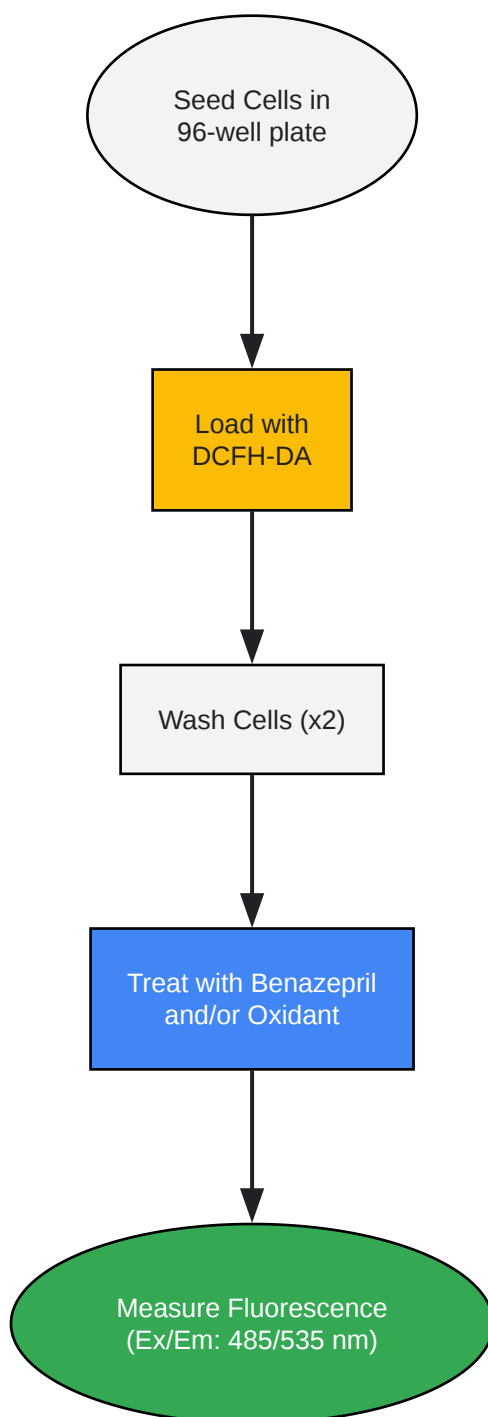 Seed Cells in
96-well plate
Load with
DCFH-DA
Wash Cells (x2)
Treat with Benazepril
and/or Oxidant
Measure Fluorescence
(Ex/Em: 485/535 nm)